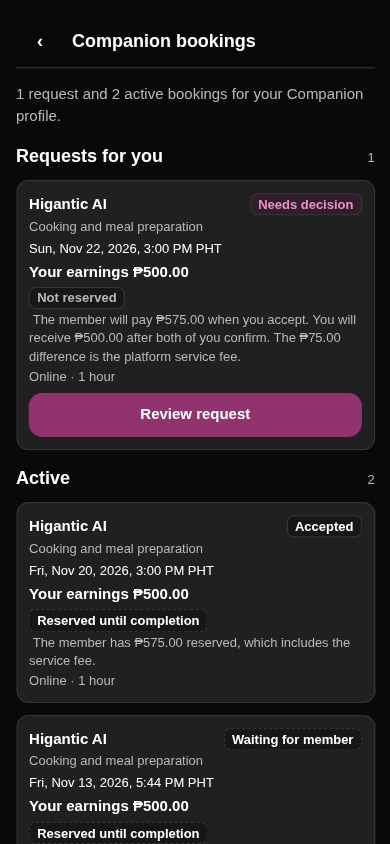 ‹ Companion bookings
1 request and 2 active bookings for your Companion
profile.
Requests for you 1
Higantic AI Needs decision
Cooking and meal preparation
Sun, Nov 22, 2026, 3:00 PM PHT
Your earnings ₱500.00
Not reserved
The member will pay ₱575.00 when you accept. You will
receive ₱500.00 after both of you confirm. The ₱75.00
difference is the platform service fee.
Online · 1 hour
Review request
Active 2
Higantic AI Accepted
Cooking and meal preparation
Fri, Nov 20, 2026, 3:00 PM PHT
Your earnings ₱500.00
Reserved until completion
The member has ₱575.00 reserved, which includes the
service fee.
Online · 1 hour
Higantic AI Waiting for member
Cooking and meal preparation
Fri, Nov 13, 2026, 5:44 PM PHT
Your earnings ₱500.00
Reserved until completion